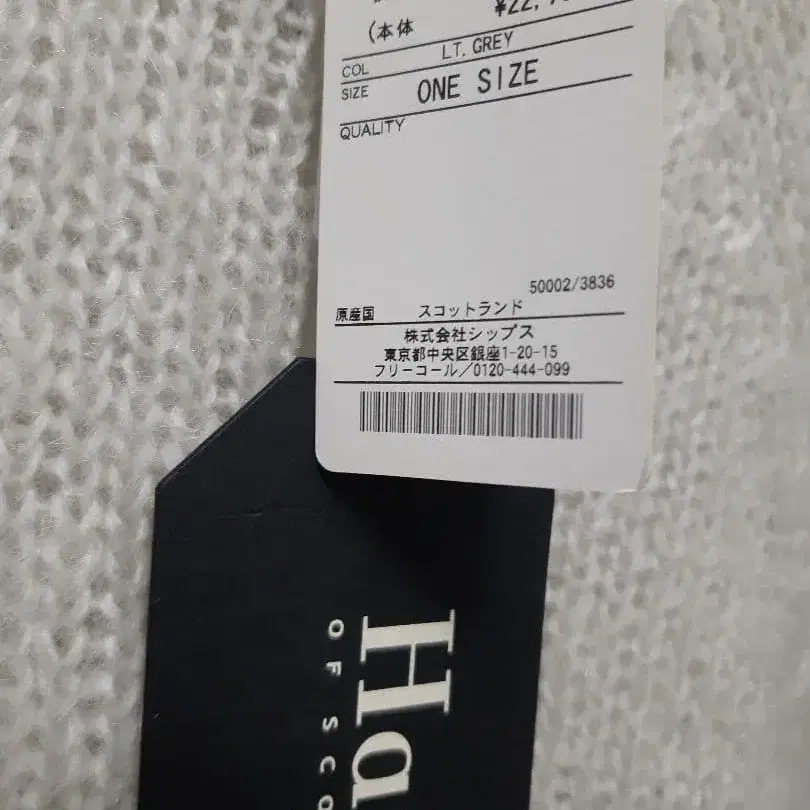 (本体
COL LT. GREY
SIZE ONE SIZE
QUALITY
50002/3836
原産国 スコットランド
株式会社シップス
東京都中央区銀座1-20-15
フリーコール/0120-444-099
Ha
OF SCO